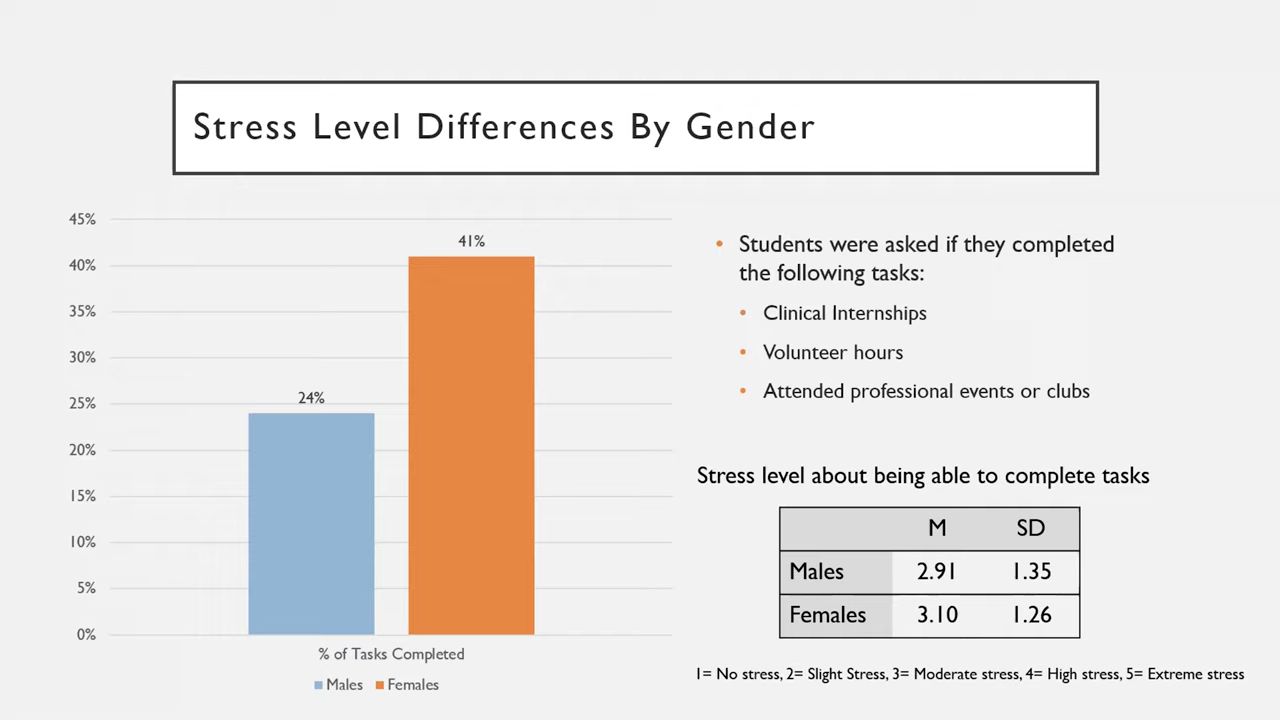 Stress Level Differences By Gender
45%
40%
35%
30%
25%
20%
15%
10%
5%
0%
24%
41%
% of Tasks Completed
Males Females
• Students were asked if they completed
the following tasks:
• Clinical Internships
• Volunteer hours
• Attended professional events or clubs
Stress level about being able to complete tasks
M SD
Males 2.91 1.35
Females 3.10 1.26
1= No stress, 2= Slight Stress, 3= Moderate stress, 4= High stress, 5= Extreme stress